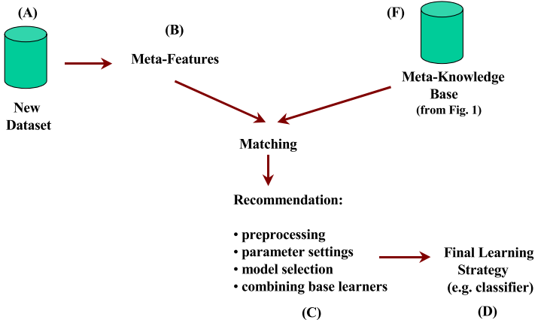 (A)
(B)
(F)
Meta-Features
New
Dataset
Meta-Knowledge
Base
(from Fig. 1)
Matching
Recommendation:
• preprocessing
• parameter settings
• model selection
• combining base learners
Final Learning
Strategy
(e.g. classifier)
(C)
(D)